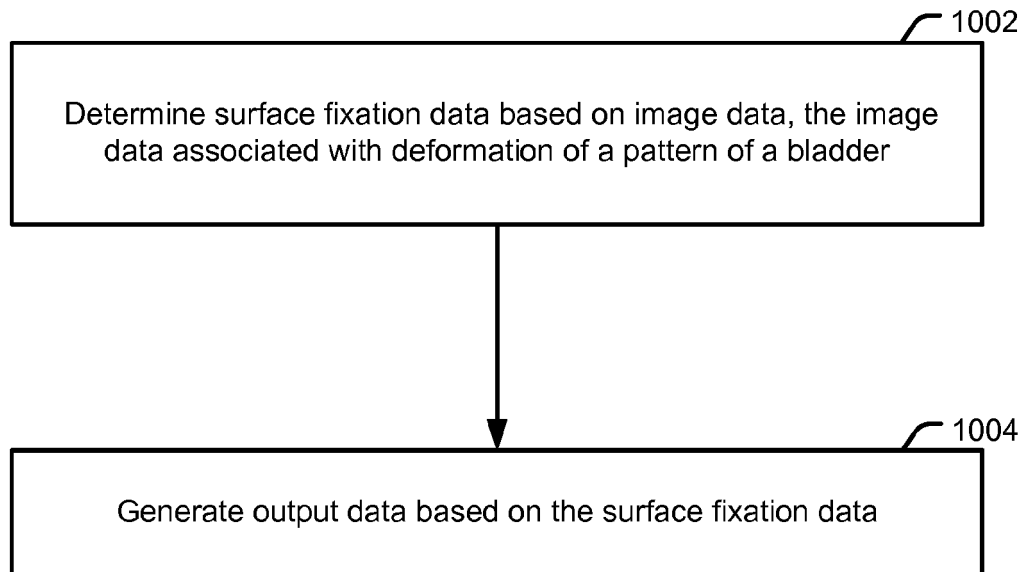 1002
Determine surface fixation data based on image data, the image
data associated with deformation of a pattern of a bladder
1004
Generate output data based on the surface fixation data